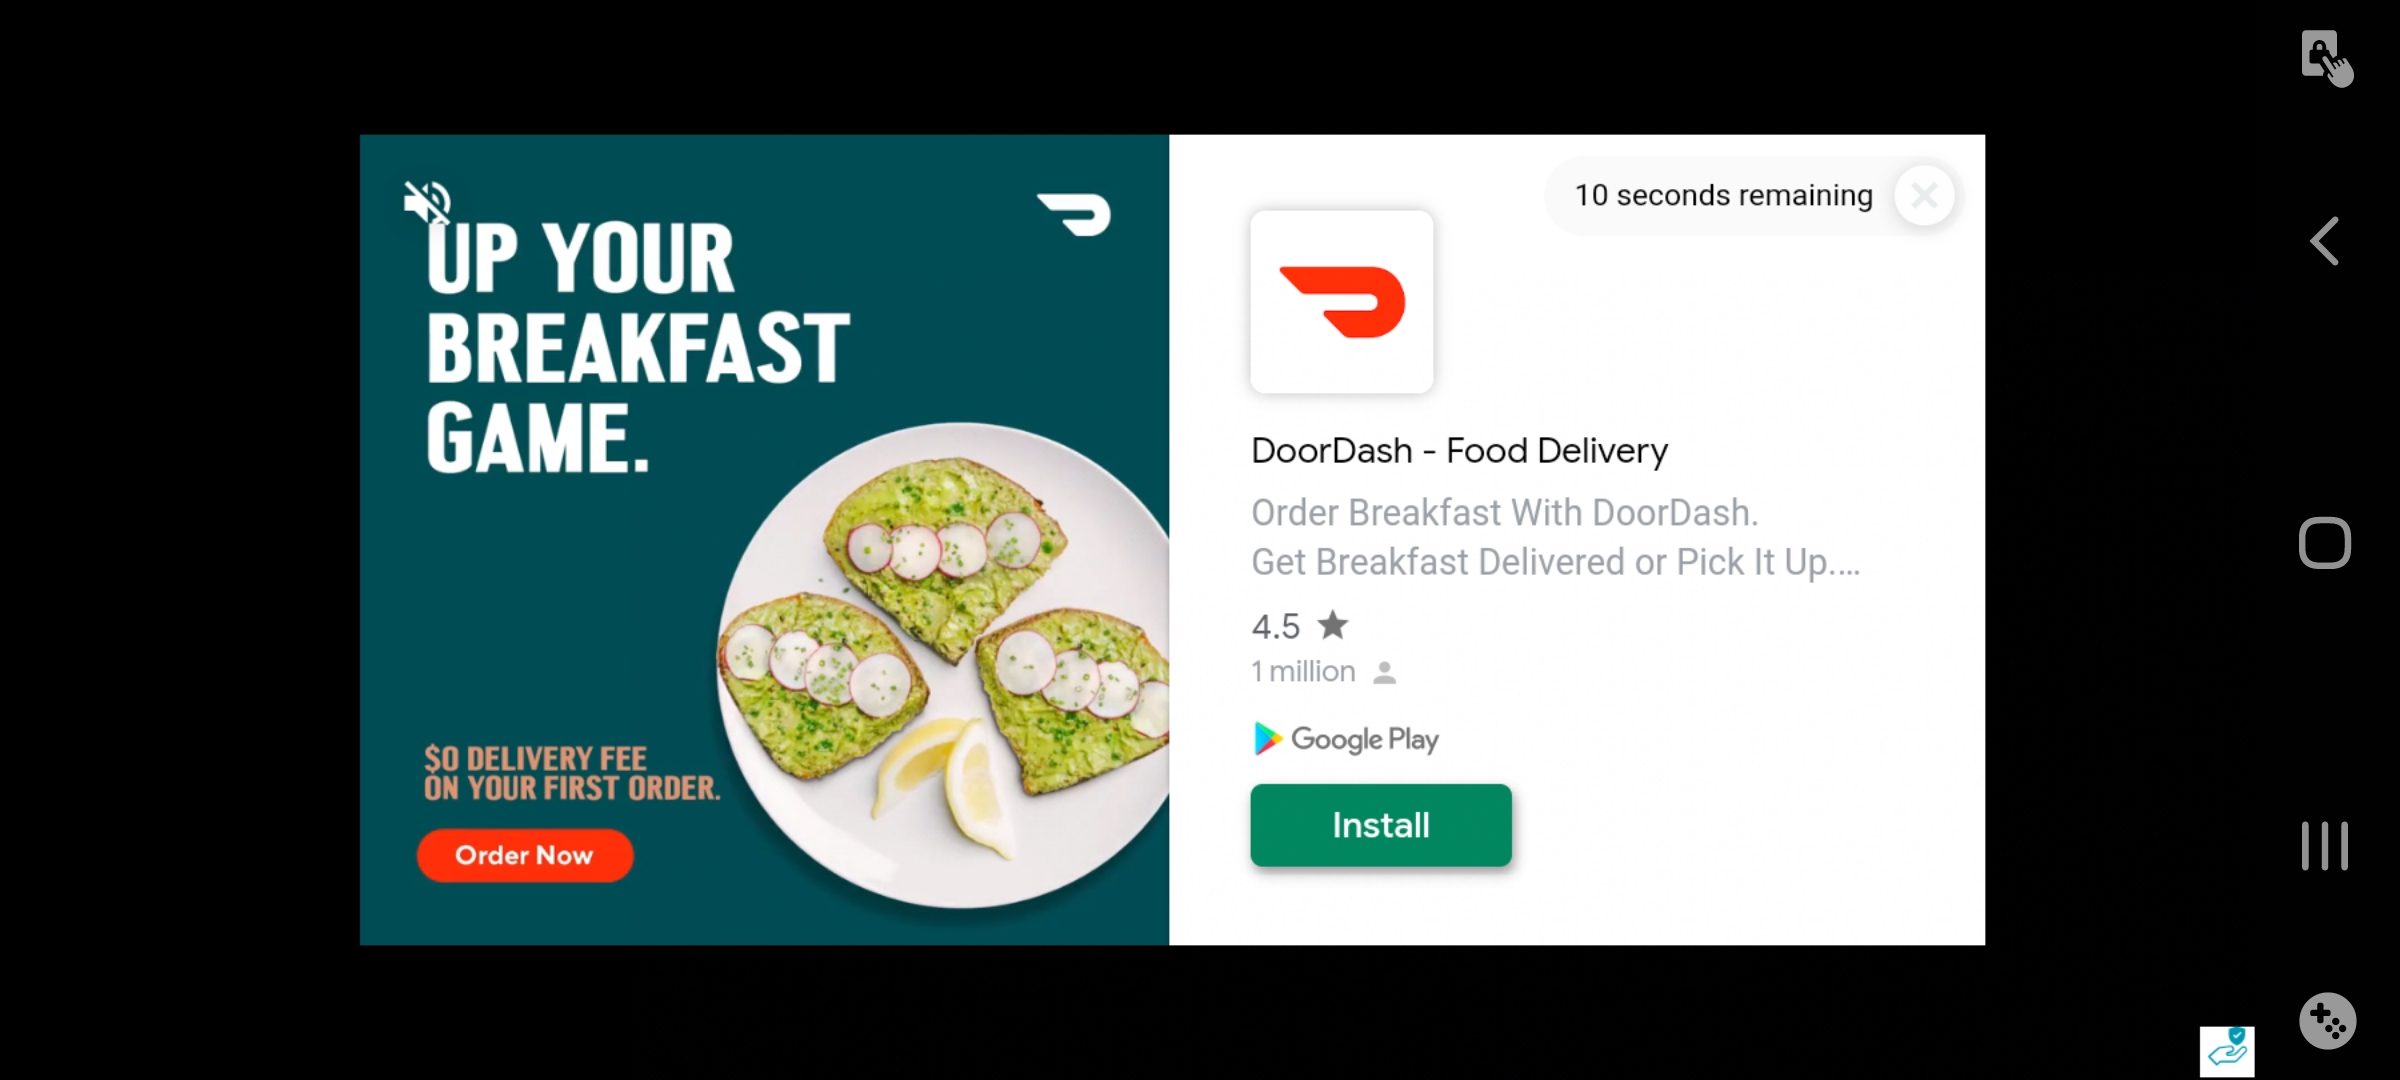 UP YOUR
BREAKFAST
GAME.
$0 DELIVERY FEE
ON YOUR FIRST ORDER.
Order Now
10 seconds remaining
DoorDash - Food Delivery
Order Breakfast With DoorDash.
Get Breakfast Delivered or Pick It Up....
4.5
1 million
Google Play
Install